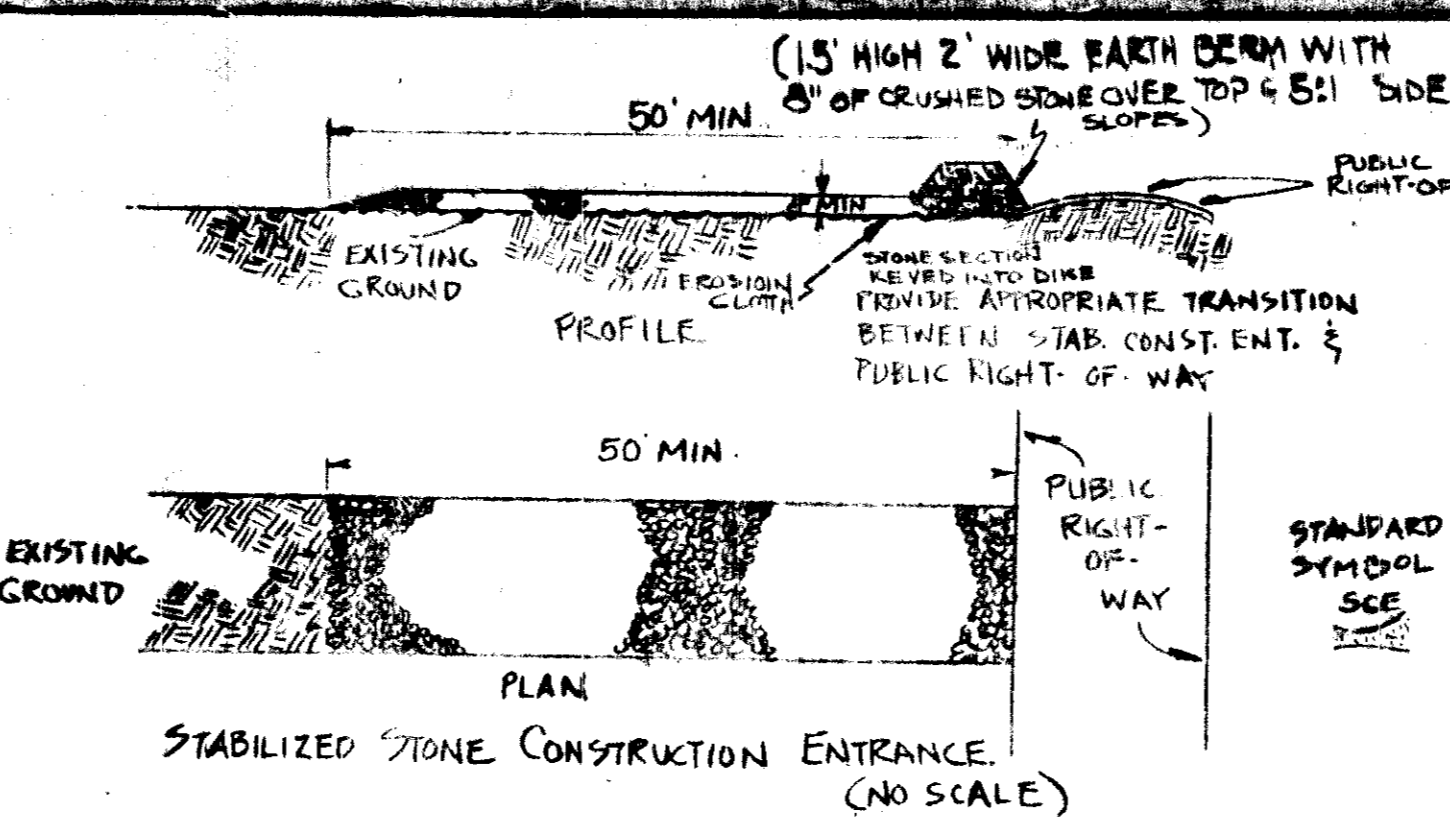 (1.5' HIGH 2' WIDE EARTH BERM WITH
8" OF CRUSHED STONE OVER TOP & 5:1 SIDE
SLOPES)
50' MIN.
PUBLIC
RIGHT-OF
MIN
EXISTING
GROUND
EROSION
CLOTH
STONE SECTION
KEYED INTO DIKE
PROVIDE APPROPRIATE TRANSITION
BETWEEN STAB. CONST. ENT. &
PUBLIC RIGHT-OF-WAY
PROFILE
50' MIN.
EXISTING
GROUND
PUBLIC
RIGHT-
OF-
WAY
STANDARD
SYMBOL
SCE
PLAN
STABILIZED STONE CONSTRUCTION ENTRANCE.
(NO SCALE)